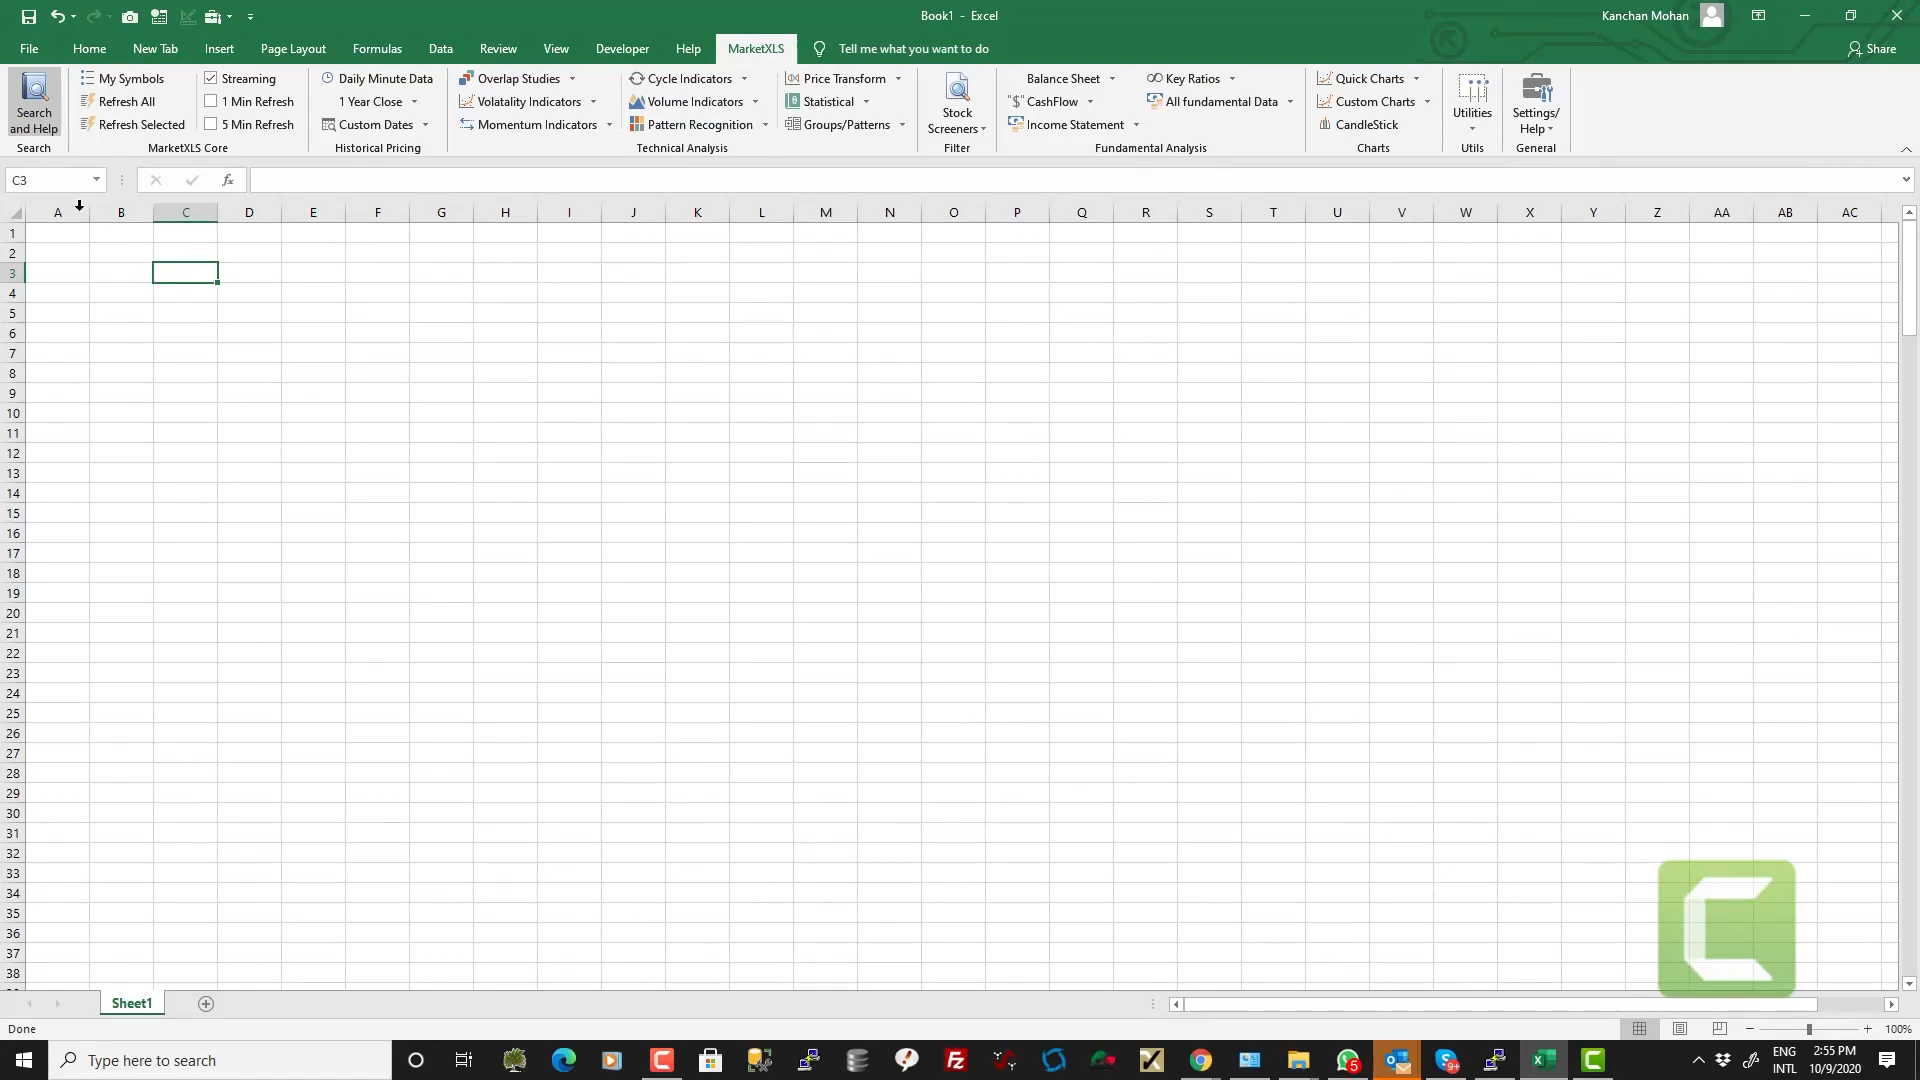 Book1 - Excel
Kanchan Mohan
File Home New Tab Insert Page Layout Formulas Data Review View Developer Help MarketXLS Tell me what you want to do Share
My Symbols Streaming Daily Minute Data Overlap Studies Cycle Indicators Price Transform Balance Sheet Key Ratios Quick Charts
Refresh All 1 Min Refresh 1 Year Close Volatality Indicators Volume Indicators Statistical "$" CashFlow All fundamental Data Custom Charts
Search and Help Refresh Selected 5 Min Refresh Custom Dates Momentum Indicators Pattern Recognition Groups/Patterns Stock Screeners Income Statement CandleStick Utilities Settings/ Help
Search MarketXLS Core Historical Pricing Technical Analysis Filter Fundamental Analysis Charts Utils General
C3 fx
A B C D E F G H I J K L M N O P Q R S T U V W X Y Z AA AB AC
1
2
3
4
5
6
7
8
9
10
11
12
13
14
15
16
17
18
19
20
21
22
23
24
25
26
27
28
29
30
31
32
33
34
35
36
37
38
Sheet1
Done 100%
Type here to search
5 9+ ENG 2:55 PM
INTL 10/9/2020